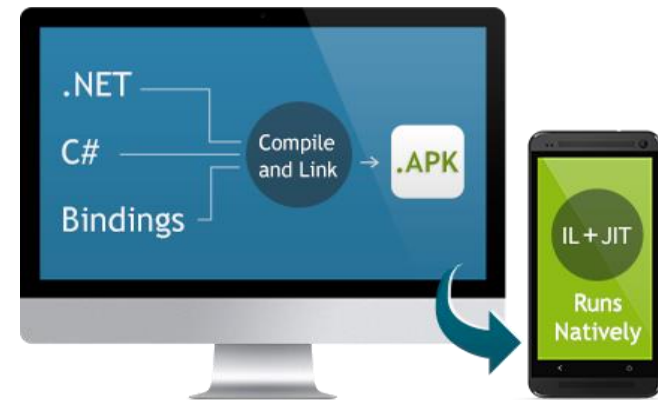 .NET
C#
Bindings
Compile
and Link
.APK
IL+JIT
Runs
Natively